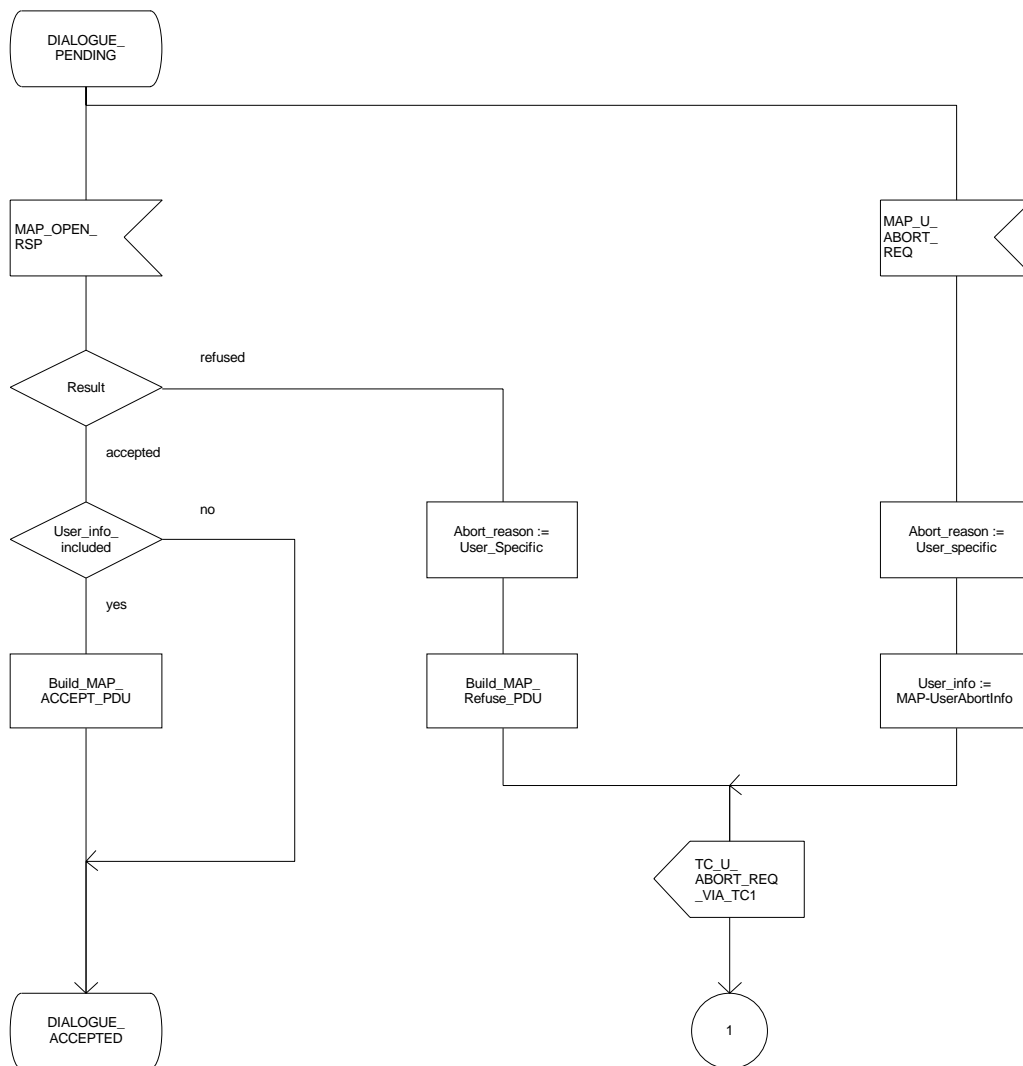 DIALOGUE_
PENDING
MAP_OPEN_
RSP
MAP_U_
ABORT_
REQ
Result
refused
accepted
User_info_
included
no
yes
Abort_reason :=
User_Specific
Abort_reason :=
User_specific
Build_MAP_
ACCEPT_PDU
Build_MAP_
Refuse_PDU
User_info :=
MAP-UserAbortInfo
TC_U_
ABORT_REQ
_VIA_TC1
DIALOGUE_
ACCEPTED
1